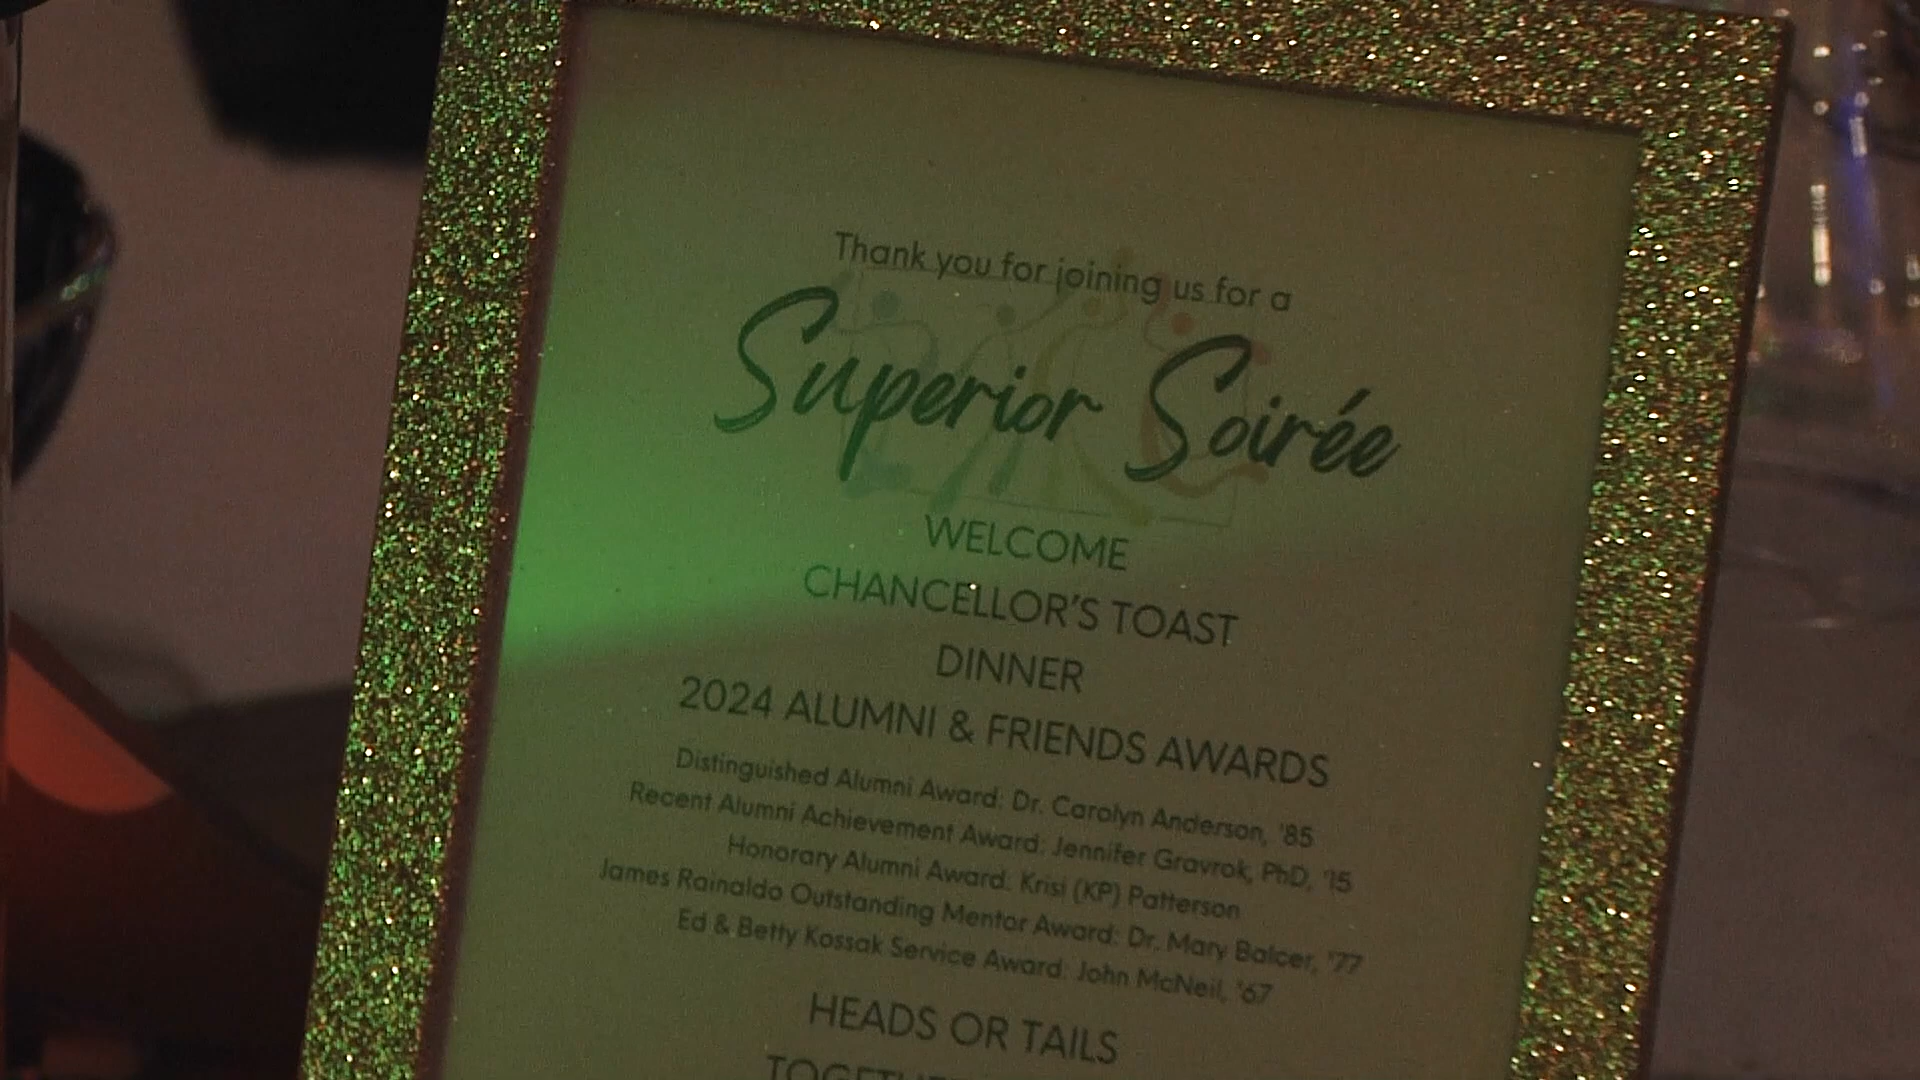 Thank you for joining us for a
Superior Soirée
WELCOME
CHANCELLOR'S TOAST
DINNER
2024 ALUMNI & FRIENDS AWARDS
Distinguished Alumni Award: Dr. Carolyn Anderson, '85
Recent Alumni Achievement Award: Jennifer Gravrok, PhD, '15
Honorary Alumni Award: Krisi (KP) Patterson
James Rainaldo Outstanding Mentor Award: Dr. Mary Balcer, '77
Ed & Betty Kossak Service Award: John McNeil, '67
HEADS OR TAILS